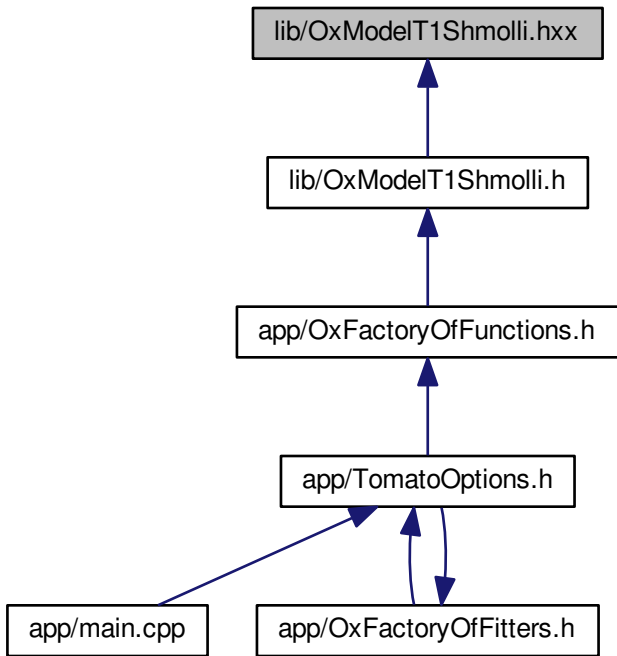 lib/OxModelT1Shmolli.hxx
lib/OxModelT1Shmolli.h
app/OxFactoryOfFunctions.h
app/TomatoOptions.h
app/main.cpp
app/OxFactoryOfFitters.h